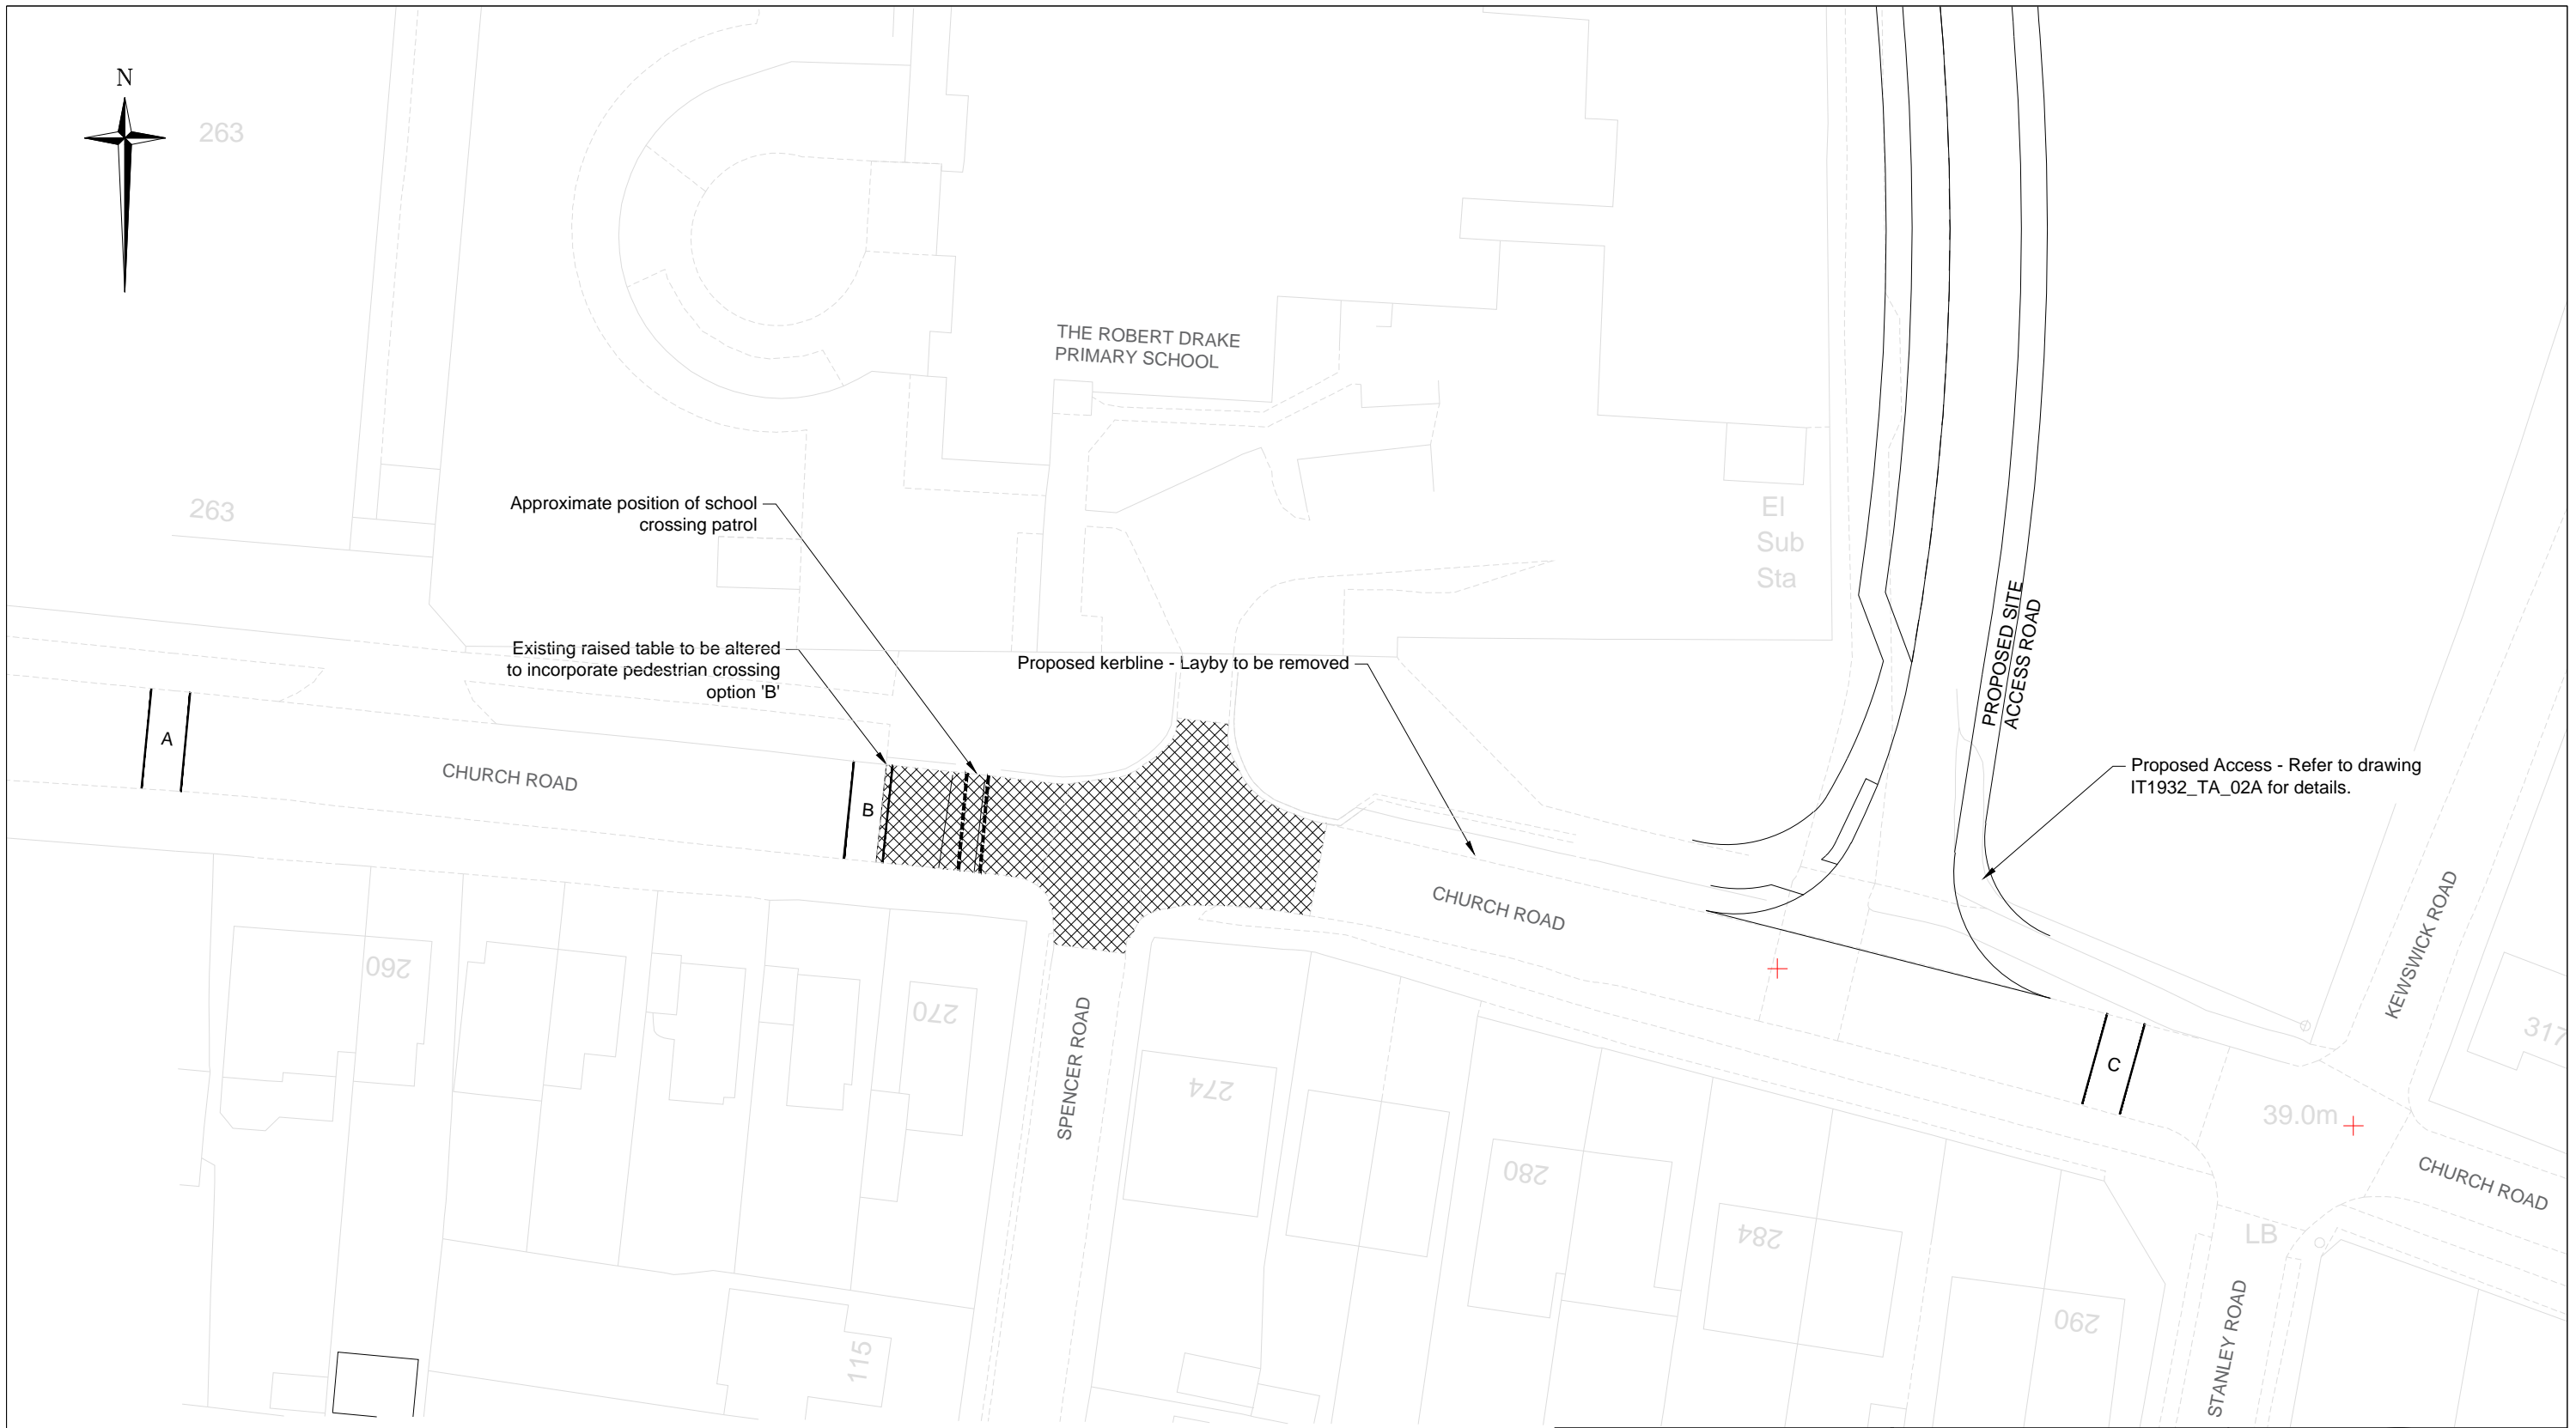 N
263
THE ROBERT DRAKE
PRIMARY SCHOOL
263
Approximate position of school
crossing patrol
El
Sub
Sta
Existing raised table to be altered
to incorporate pedestrian crossing
option 'B'
Proposed kerbline - Layby to be removed
PROPOSED SITE
ACCESS ROAD
A
CHURCH ROAD
B
Proposed Access - Refer to drawing
IT1932_TA_02A for details.
CHURCH ROAD
KEWSWICK ROAD
260
270
SPENCER ROAD
274
317
C
39.0m
280
CHURCH ROAD
284
LB
290
STANLEY ROAD
115